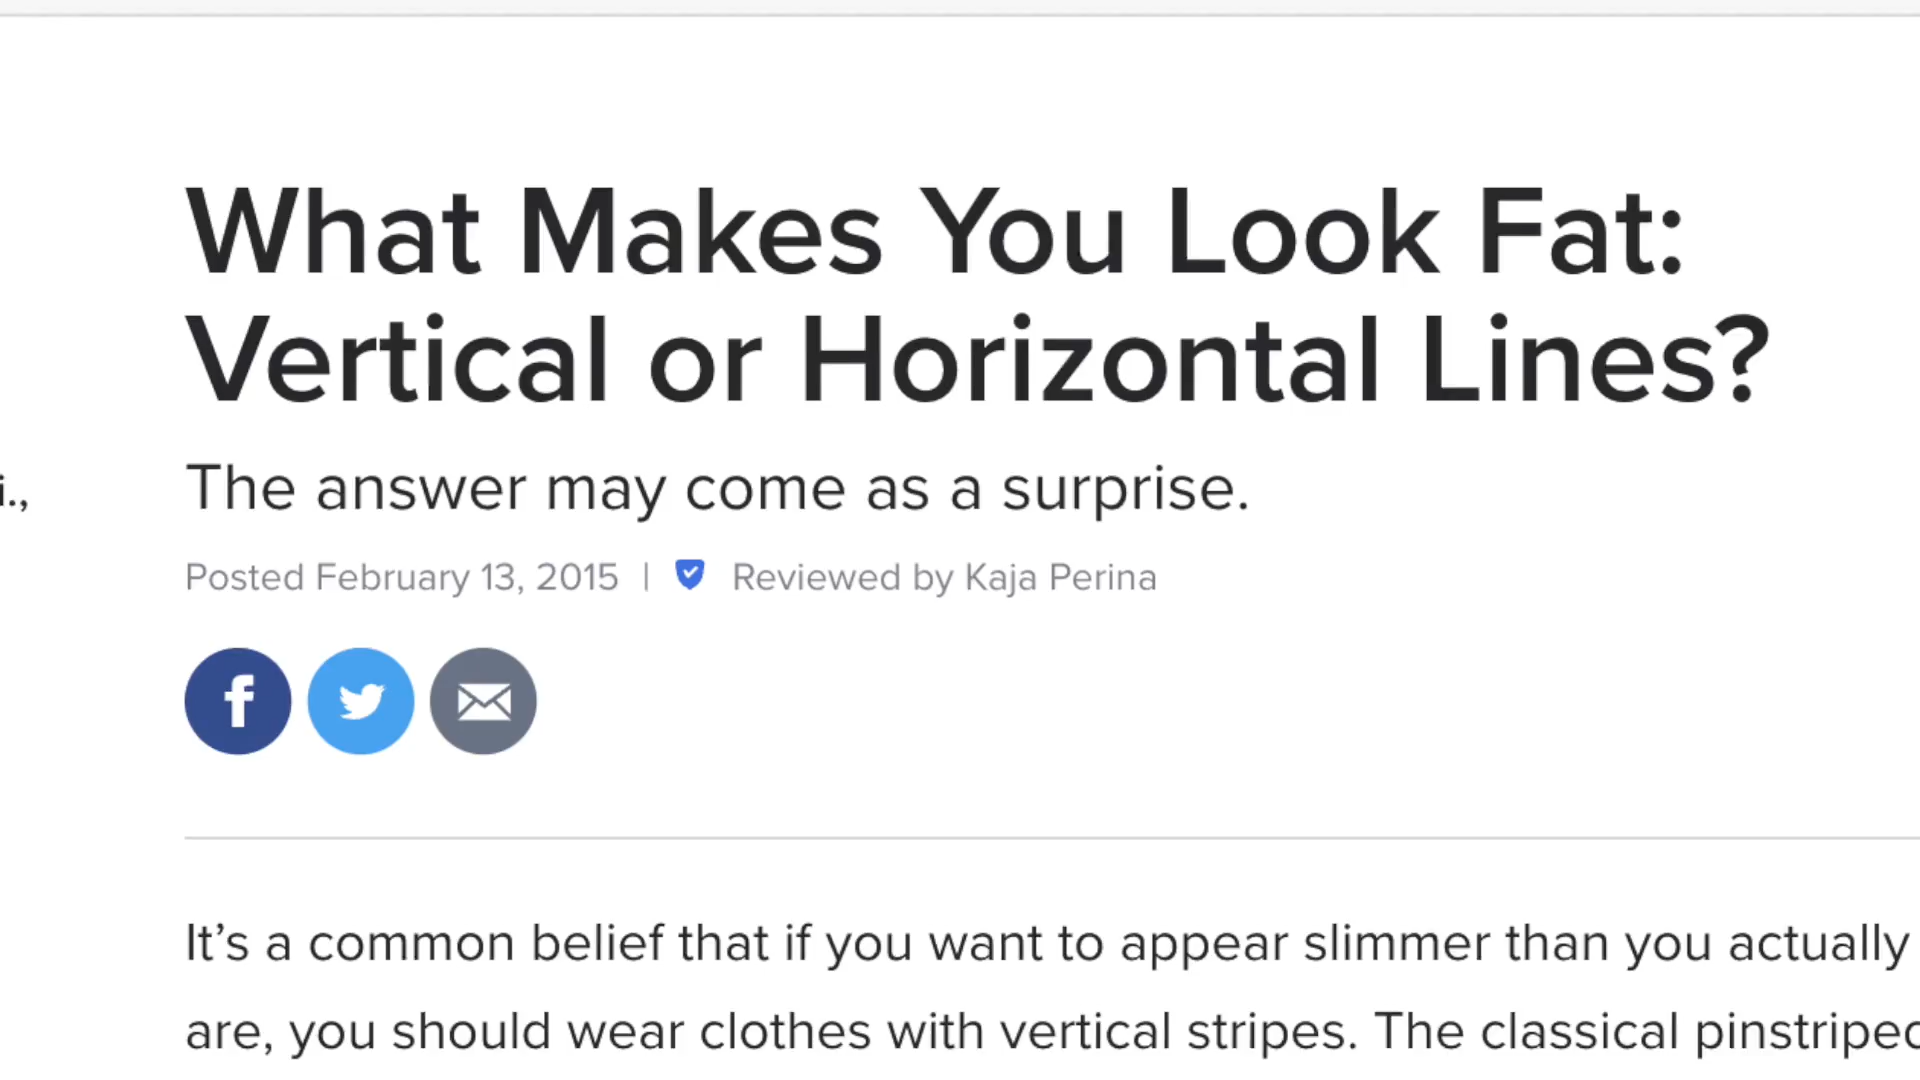 What Makes You Look Fat:
Vertical or Horizontal Lines?
i.,
The answer may come as a surprise.
Posted February 13, 2015 | Reviewed by Kaja Perina
It’s a common belief that if you want to appear slimmer than you actually
are, you should wear clothes with vertical stripes. The classical pinstriped